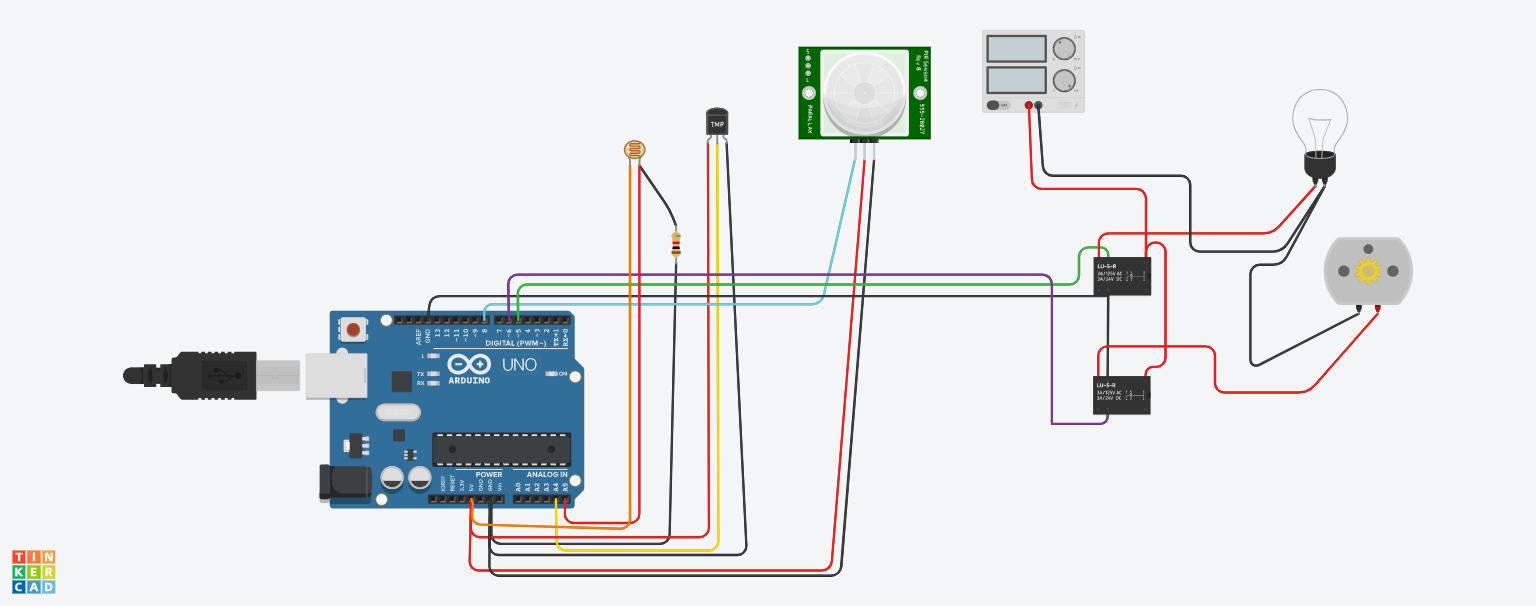 TMP
PIR Sensor
Rev B
555-28027
PARALLAX
LU-5-R
3A/125V AC
3A/24V DC
LU-5-R
3A/125V AC
3A/24V DC
AREF
GND
13
12
~11
~10
~9
8
7
~6
~5
4
~3
2
TX→1
RX←0
DIGITAL (PWM~)
L
TX
RX
ARDUINO
UNO
ON
POWER
ANALOG IN
IOREF
RESET
3.3V
5V
GND
GND
Vin
A0
A1
A2
A3
A4
A5
TIN
KER
CAD